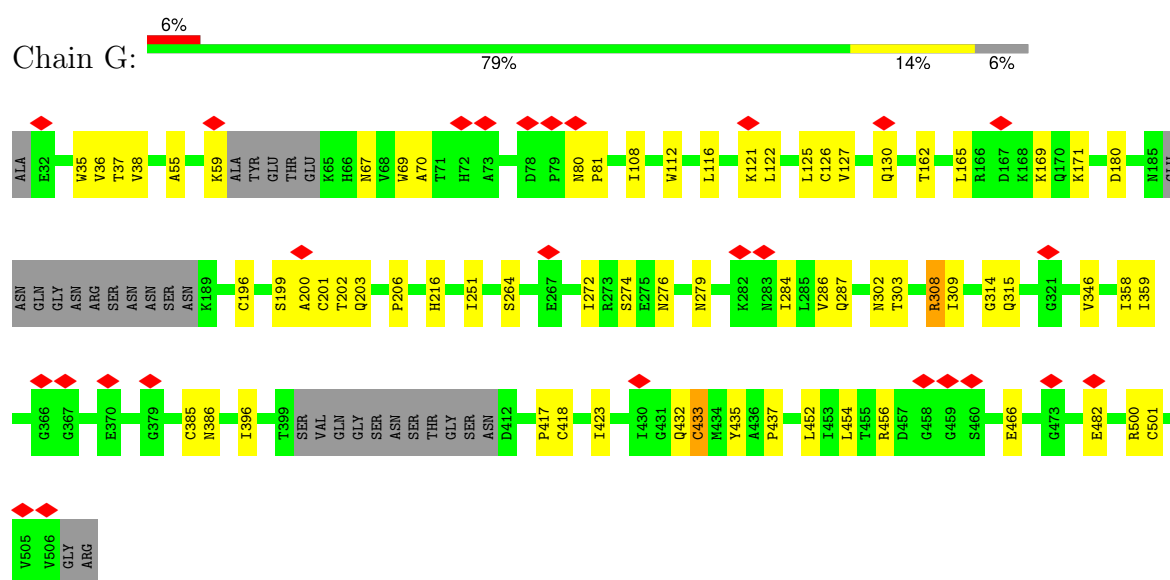 6%
Chain G:
79% 14% 6%
ALA E32 W35 V36 T37 V38 A55 K59 ALA TYR GLU THR GLU K65 H66 N67 V68 W69 A70 T71 H72 A73 D78 P79 N80 P81 I108 W112 L116 K121 L122 L125 C126 V127 Q130 T162 L165 R166 D167 K168 K169 Q170 K171 D180 N185 GLU
ASN GLN GLY ASN ARG SER ASN ASN SER ASN K189 C196 S199 A200 C201 T202 Q203 P206 H216 I251 S264 E267 I272 R273 S274 E275 N276 N279 K282 N283 I284 L285 V286 Q287 N302 T303 R308 I309 G314 Q315 G321 V346 I358 I359
G366 G367 E370 G379 C385 N386 I396 T399 SER VAL GLN GLY SER ASN SER THR GLY SER ASN D412 P417 C418 I423 I430 G431 Q432 C433 M434 Y435 A436 P437 L452 I453 L454 T455 R456 D457 G458 G459 S460 E466 G473 E482 R500 C501
V505 V506 GLY ARG